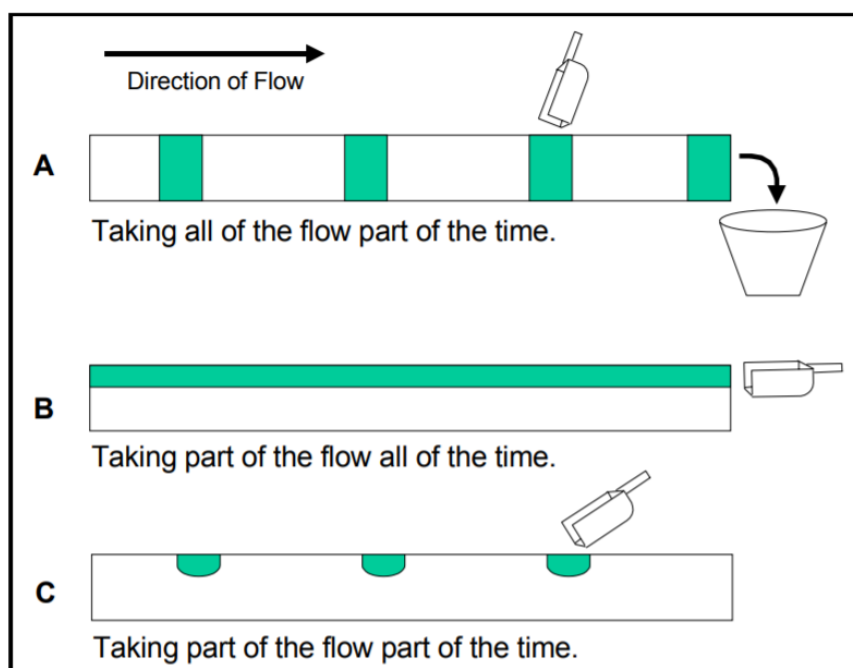 Direction of Flow
A
Taking all of the flow part of the time.
B
Taking part of the flow all of the time.
C
Taking part of the flow part of the time.